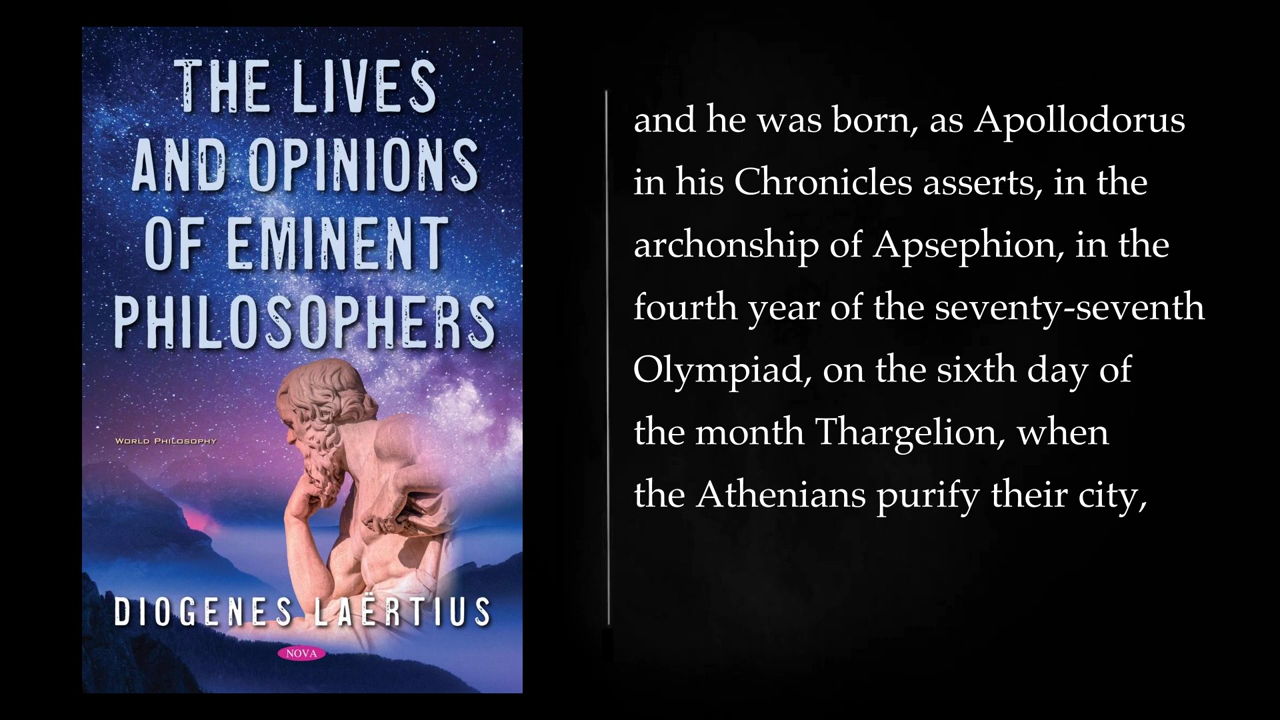 THE LIVES
AND OPINIONS
OF EMINENT
PHILOSOPHERS
WORLD PHILOSOPHY
DIOGENES LAËRTIUS
NOVA
and he was born, as Apollodorus
in his Chronicles asserts, in the
archonship of Apsephion, in the
fourth year of the seventy-seventh
Olympiad, on the sixth day of
the month Thargelion, when
the Athenians purify their city,